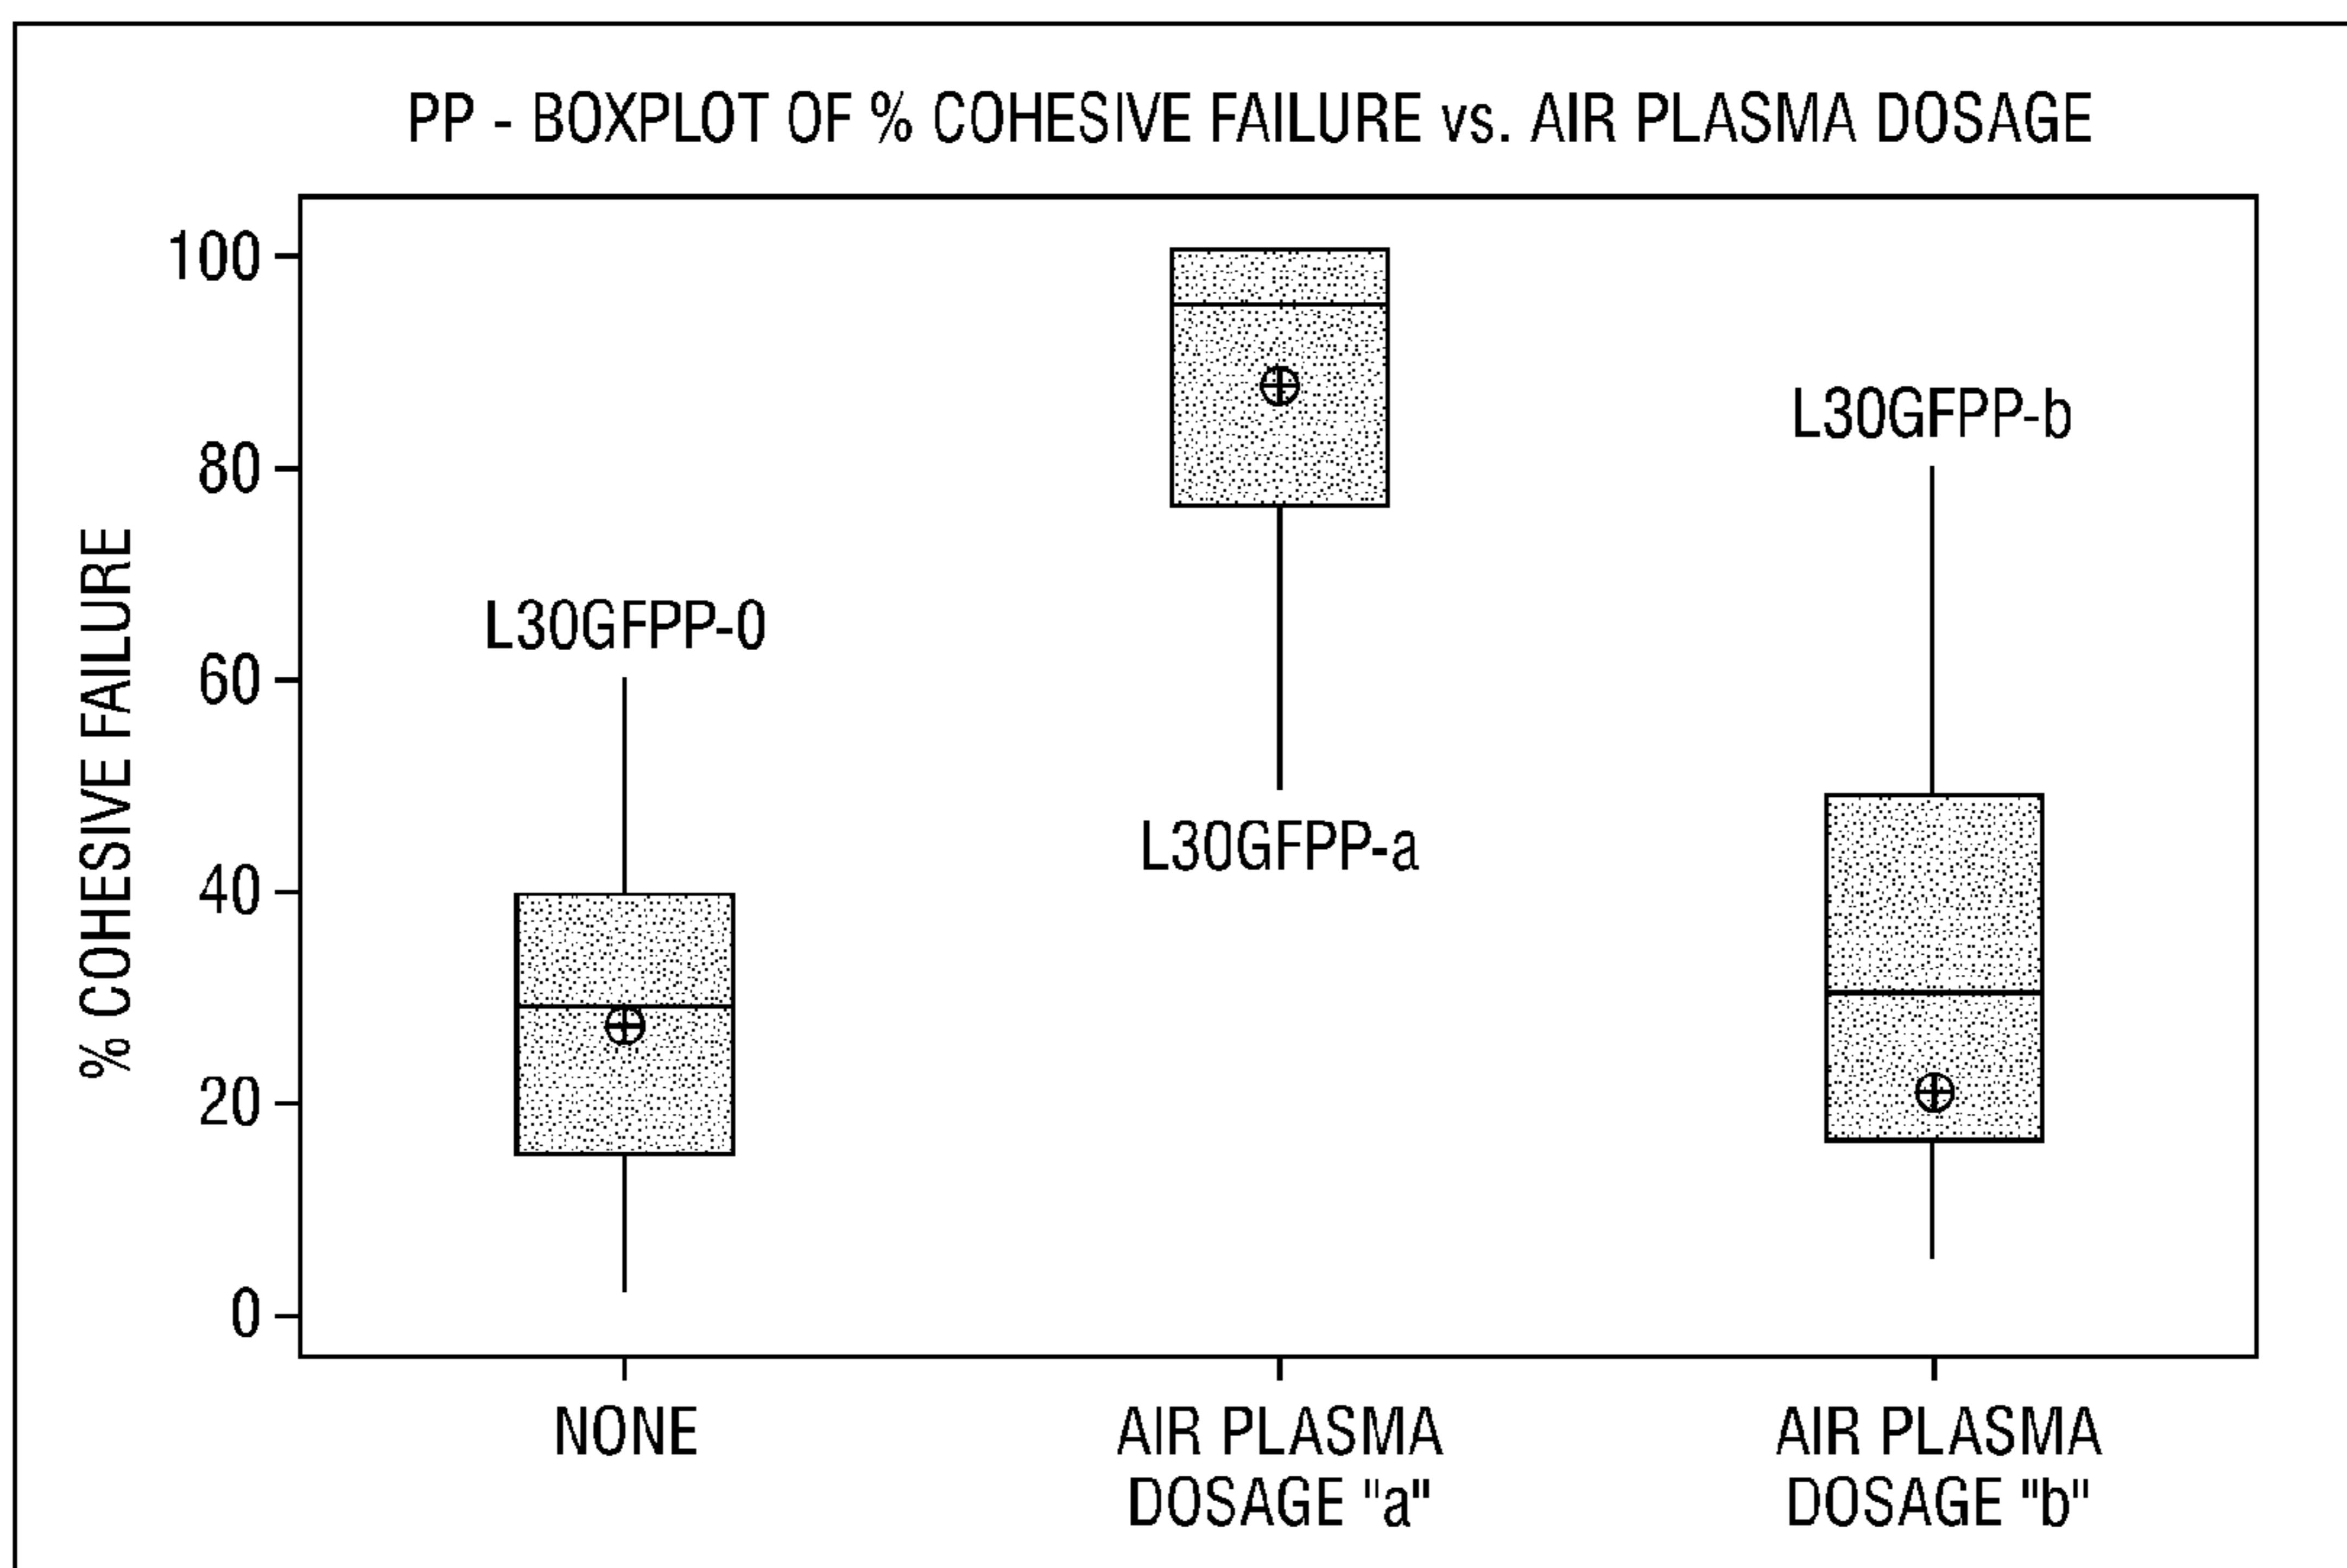 PP - BOXPLOT OF % COHESIVE FAILURE vs. AIR PLASMA DOSAGE
% COHESIVE FAILURE
100
80
60
40
20
0
L30GFPP-0
L30GFPP-a
L30GFPP-b
NONE
AIR PLASMA
DOSAGE "a"
AIR PLASMA
DOSAGE "b"